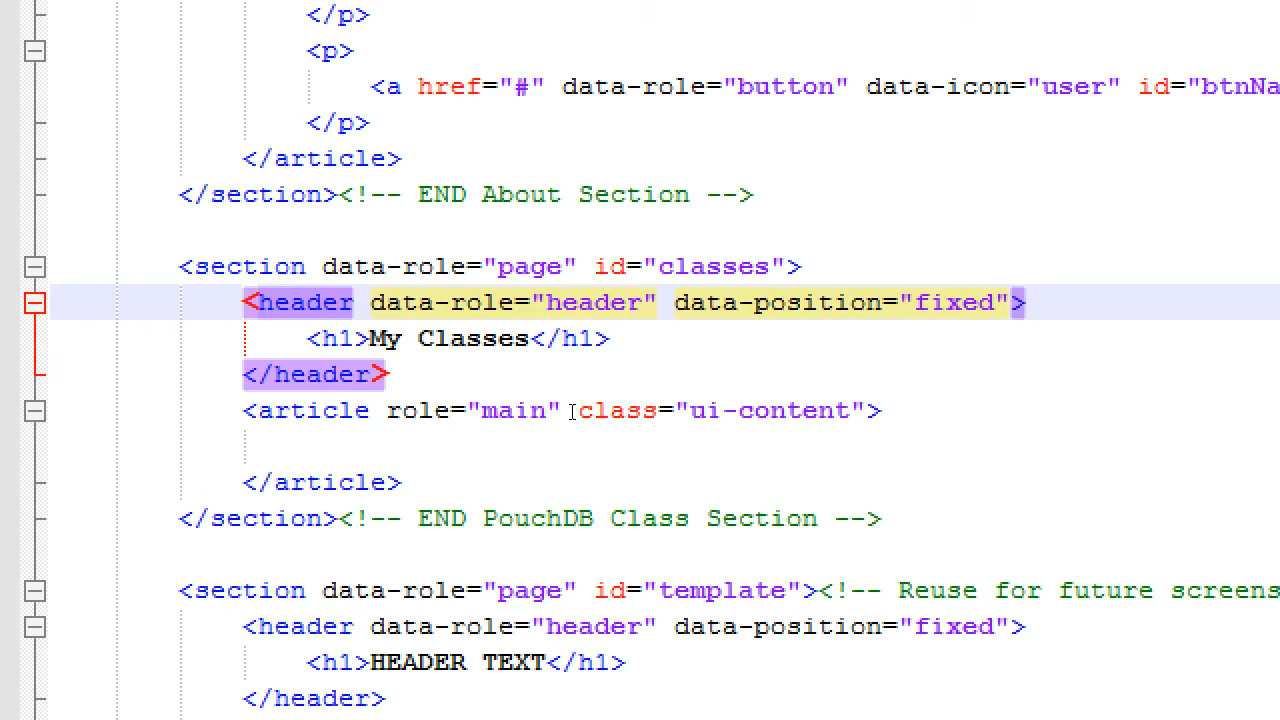 </p>
<p>
<a href="#" data-role="button" data-icon="user" id="btnNa
</p>
</article>
</section><!-- END About Section -->
<section data-role="page" id="classes">
<header data-role="header" data-position="fixed">
<h1>My Classes</h1>
</header>
<article role="main" class="ui-content">
</article>
</section><!-- END PouchDB Class Section -->
<section data-role="page" id="template"><!-- Reuse for future screens
<header data-role="header" data-position="fixed">
<h1>HEADER TEXT</h1>
</header>